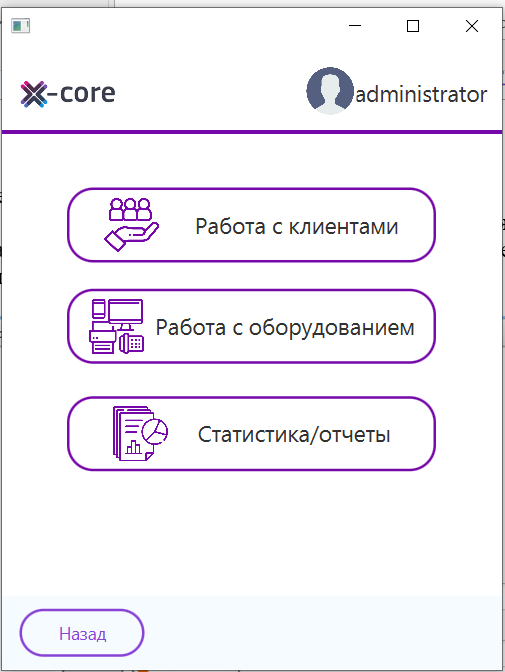 X-core
administrator
Работа с клиентами
Работа с оборудованием
Статистика/отчеты
Назад